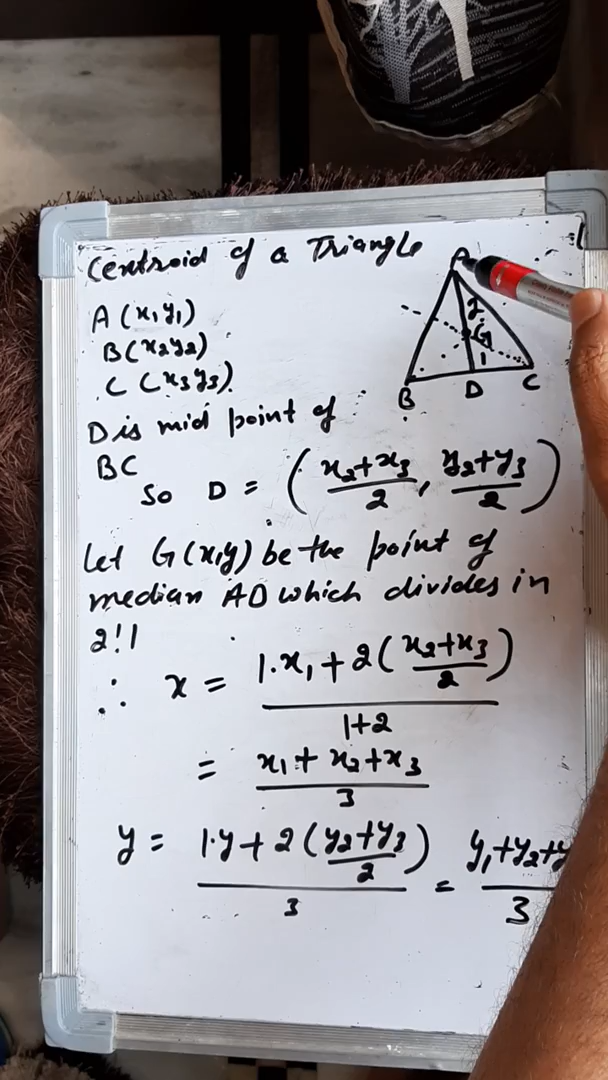 Centroid of a Triangle
A (x1 y1)
B (x2 y2)
C (x3 y3)
A
2
G
1
B D C
D is mid point of
BC
So D = ( x2+x3/2 , y2+y3/2 )
Let G(x,y) be the point of
median AD which divides in
2:1
∴ x = 1.x1 + 2( x2+x3/2 ) / 1+2
= x1 + x2 + x3 / 3
y = 1.y + 2( y2+y3/2 ) / 3 = y1+y2+y / 3